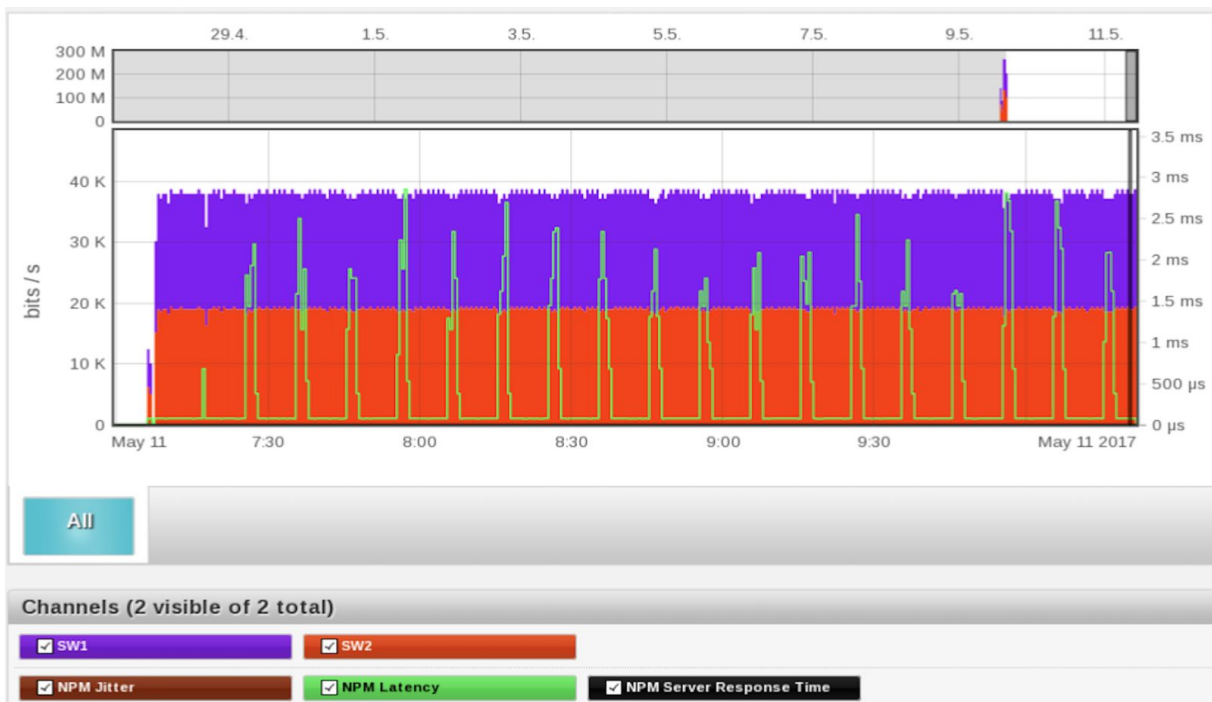 29.4. 1.5. 3.5. 5.5. 7.5. 9.5. 11.5.
300 M
200 M
100 M
0
3.5 ms
40 K
3 ms
2.5 ms
30 K
2 ms
bits / s
20 K
1.5 ms
1 ms
10 K
500 µs
0
0 µs
May 11 7:30 8:00 8:30 9:00 9:30 May 11 2017
All
Channels (2 visible of 2 total)
SW1 SW2
NPM Jitter NPM Latency NPM Server Response Time